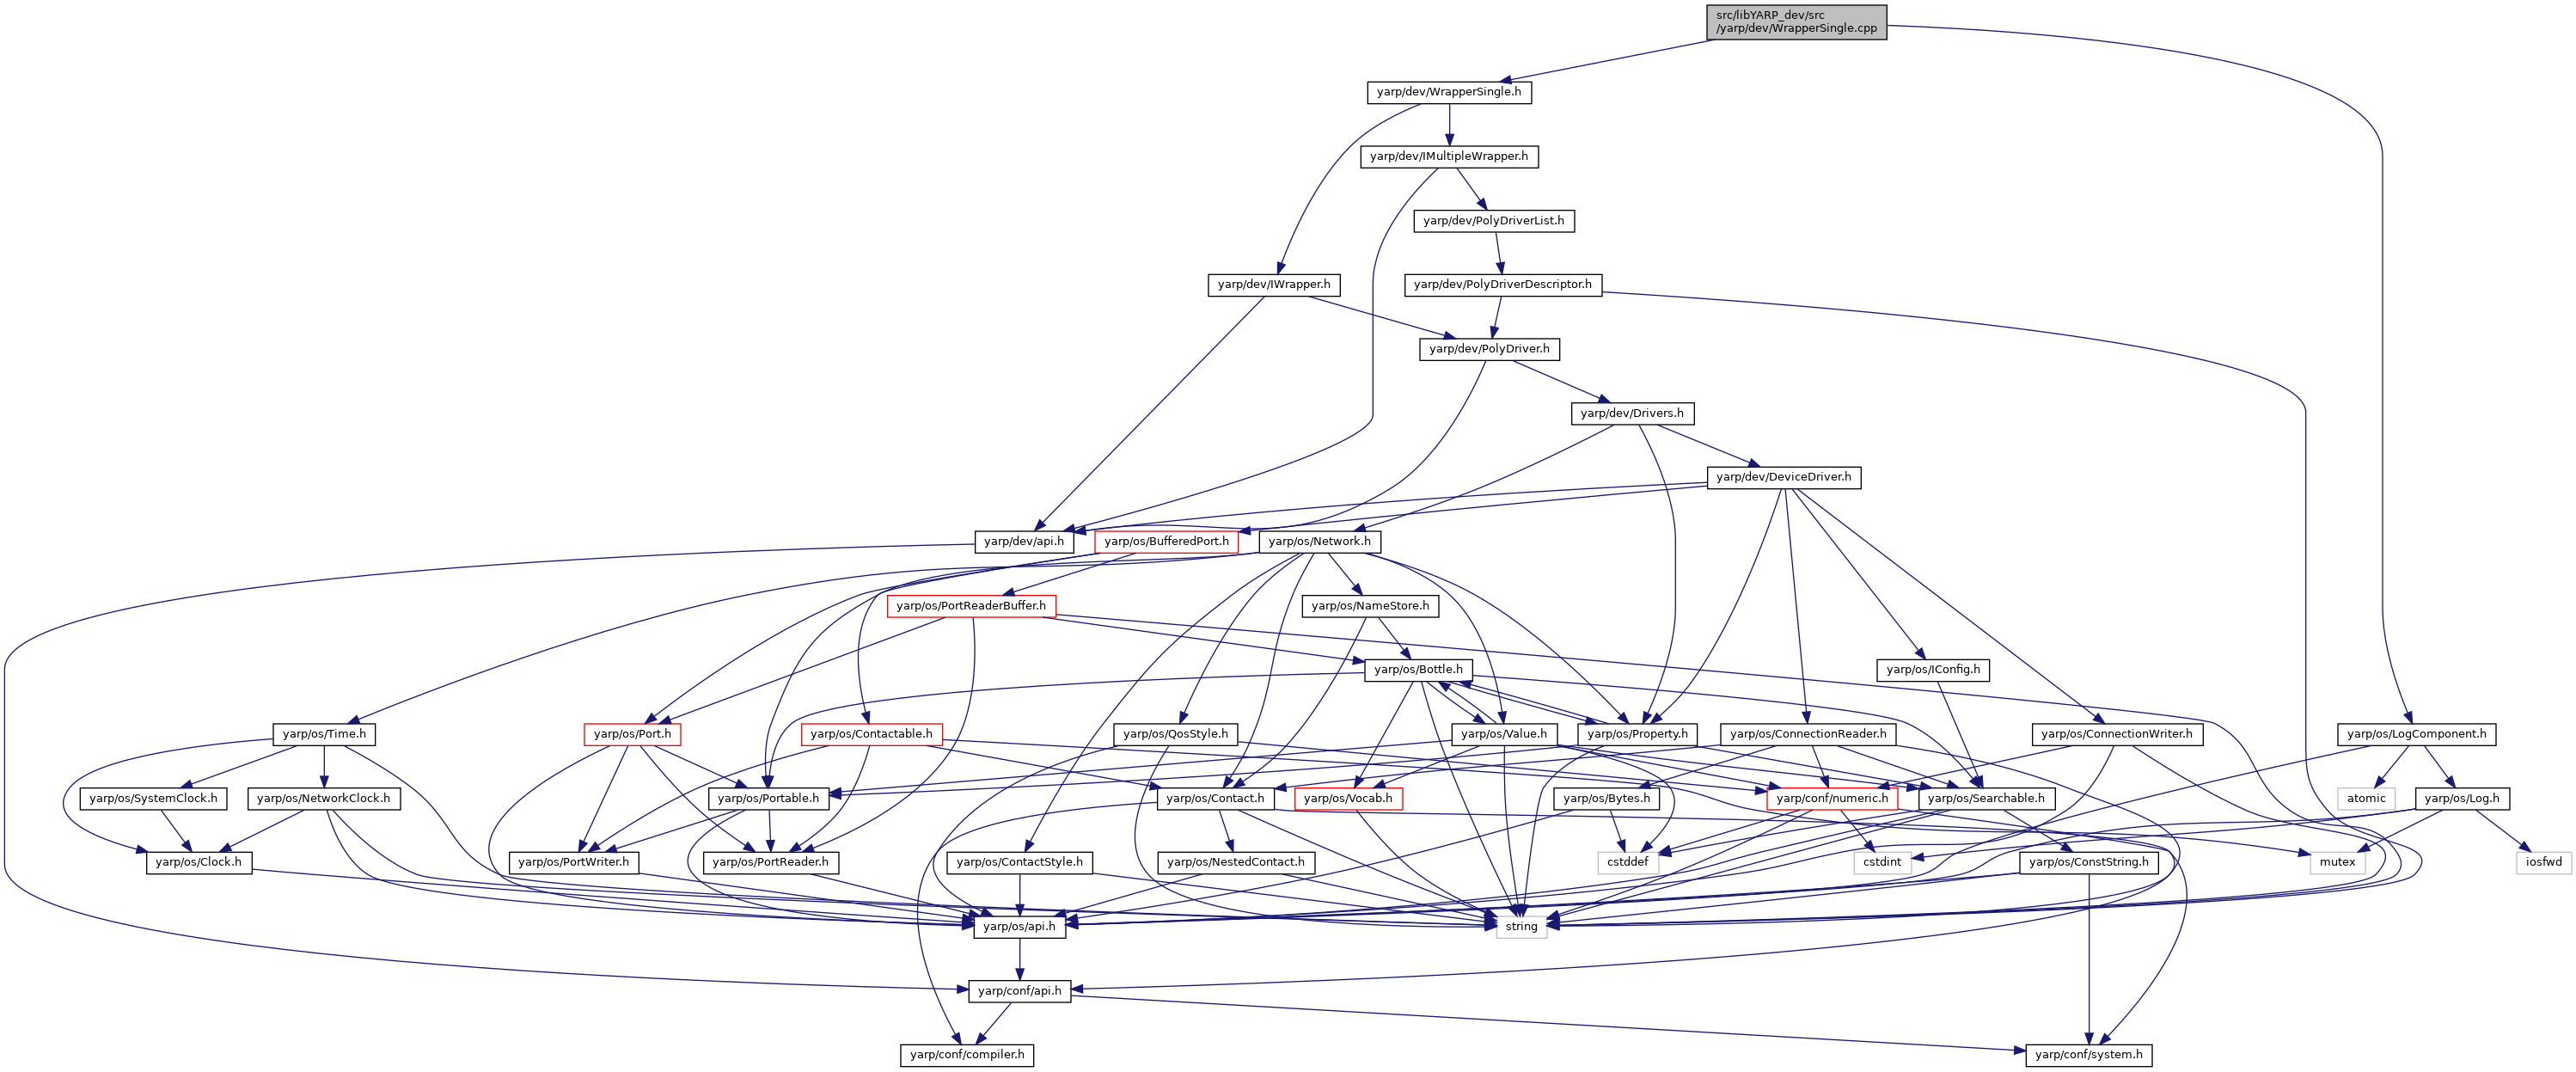 src/libYARP_dev/src
/yarp/dev/WrapperSingle.cpp
yarp/dev/WrapperSingle.h
yarp/dev/IMultipleWrapper.h
yarp/dev/PolyDriverList.h
yarp/dev/IWrapper.h
yarp/dev/PolyDriverDescriptor.h
yarp/dev/PolyDriver.h
yarp/dev/Drivers.h
yarp/dev/DeviceDriver.h
yarp/dev/api.h
yarp/os/BufferedPort.h
yarp/os/Network.h
yarp/os/PortReaderBuffer.h
yarp/os/NameStore.h
yarp/os/Bottle.h
yarp/os/IConfig.h
yarp/os/Time.h
yarp/os/Port.h
yarp/os/Contactable.h
yarp/os/QosStyle.h
yarp/os/Value.h
yarp/os/Property.h
yarp/os/ConnectionReader.h
yarp/os/ConnectionWriter.h
yarp/os/LogComponent.h
yarp/os/SystemClock.h
yarp/os/NetworkClock.h
yarp/os/Portable.h
yarp/os/Contact.h
yarp/os/Vocab.h
yarp/os/Bytes.h
yarp/conf/numeric.h
yarp/os/Searchable.h
atomic
yarp/os/Log.h
yarp/os/Clock.h
yarp/os/PortWriter.h
yarp/os/PortReader.h
yarp/os/ContactStyle.h
yarp/os/NestedContact.h
cstddef
cstdint
yarp/os/ConstString.h
mutex
iosfwd
yarp/os/api.h
string
yarp/conf/api.h
yarp/conf/compiler.h
yarp/conf/system.h